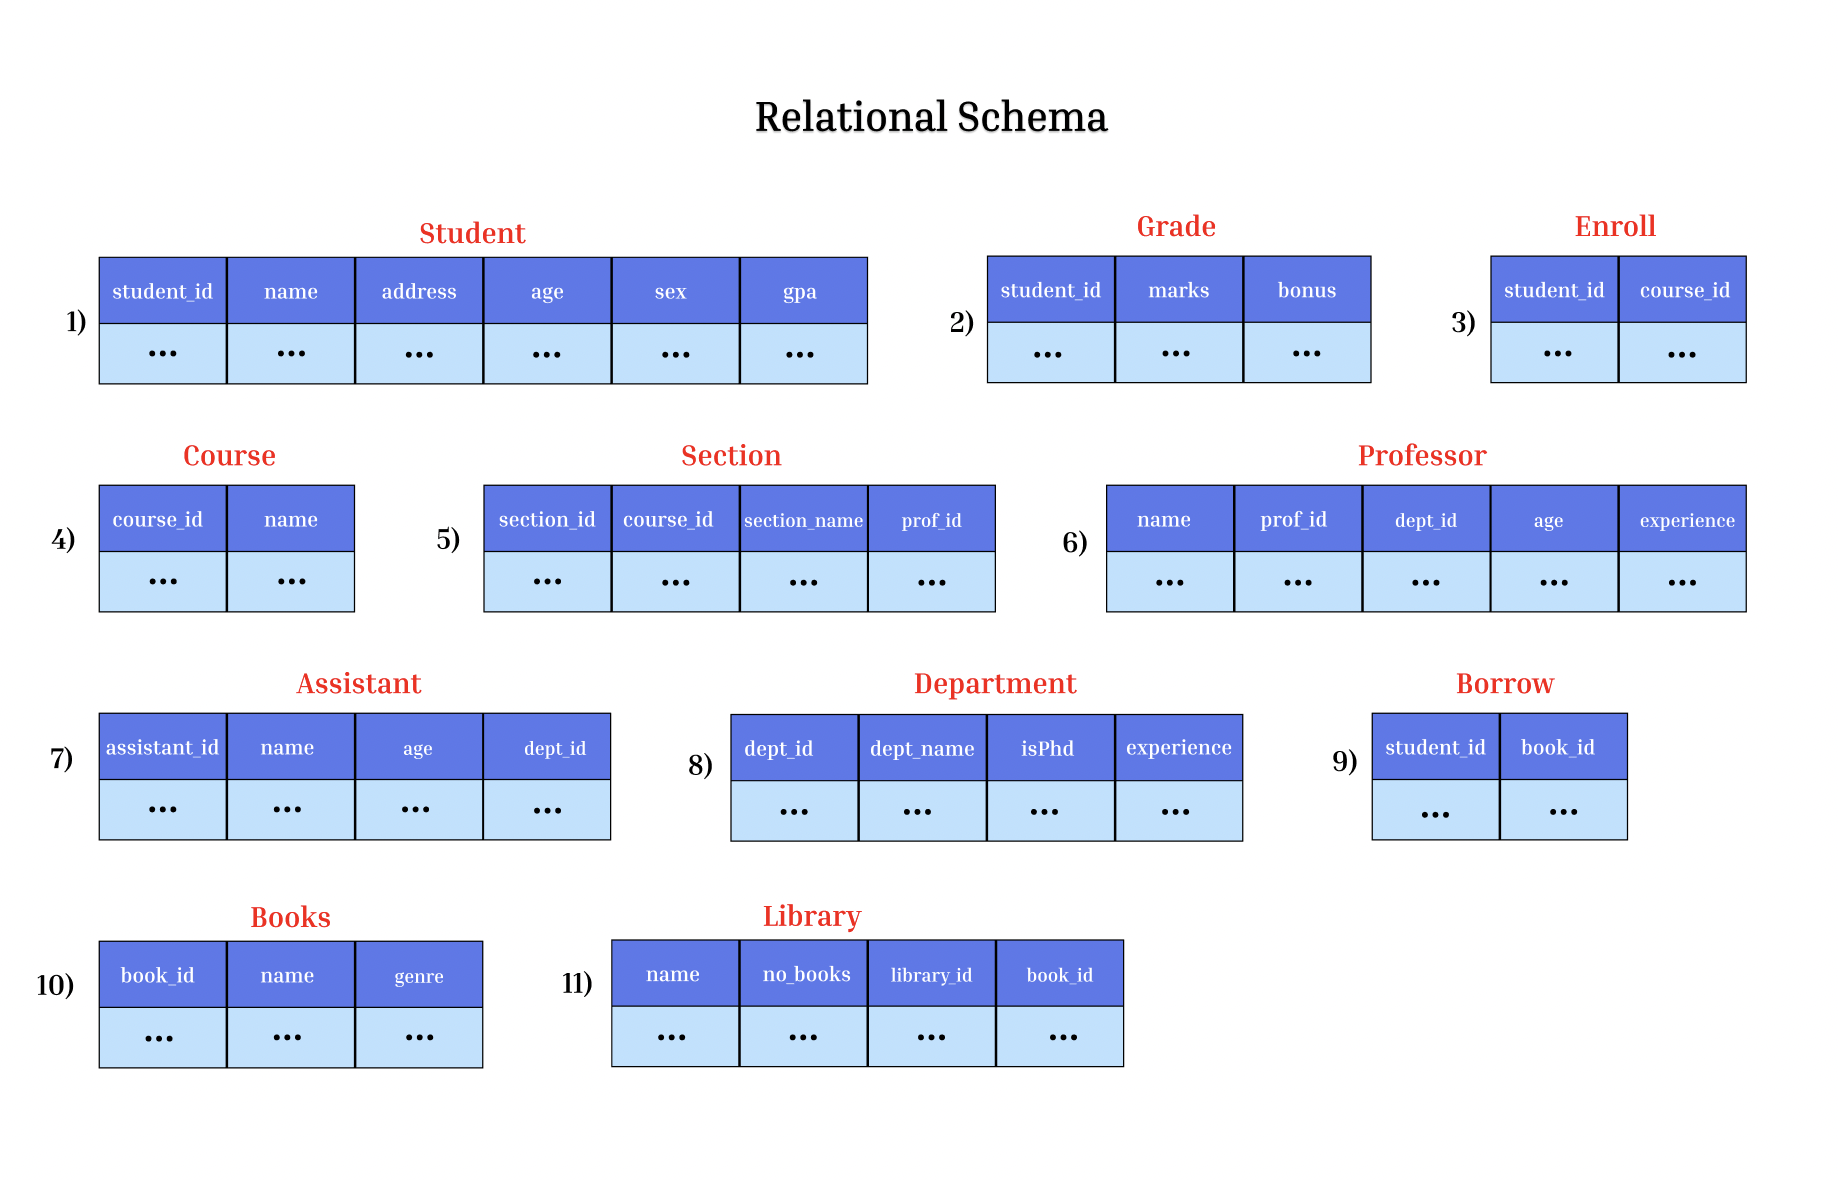 Relational Schema
Student
Grade
Enroll
1)
student_id name address age sex gpa
... ... ... ... ... ...
2)
student_id marks bonus
... ... ...
3)
student_id course_id
... ...
Course
Section
Professor
4)
course_id name
... ...
5)
section_id course_id section_name prof_id
... ... ... ...
6)
name prof_id dept_id age experience
... ... ... ... ...
Assistant
Department
Borrow
7)
assistant_id name age dept_id
... ... ... ...
8)
dept_id dept_name isPhd experience
... ... ... ...
9)
student_id book_id
... ...
Books
Library
10)
book_id name genre
... ... ...
11)
name no_books library_id book_id
... ... ... ...